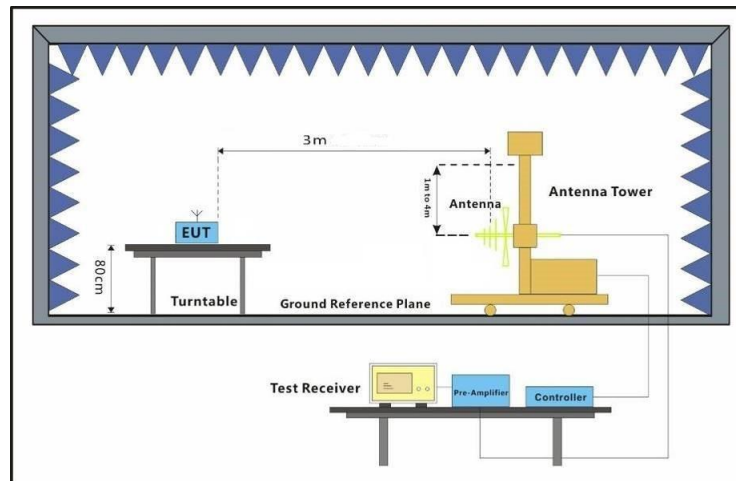 3m
1m to 4m
Antenna
Antenna Tower
EUT
80cm
Turntable
Ground Reference Plane
Test Receiver
Pre-Amplifier
Controller